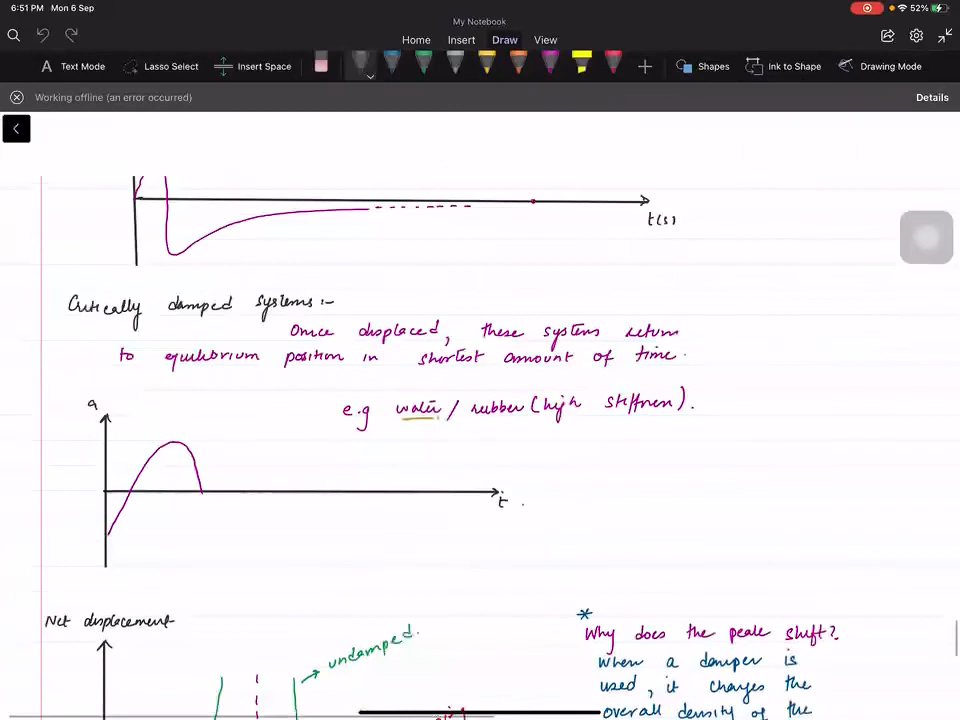 6:51 PM Mon 6 Sep
52%
My Notebook
Home Insert Draw View
Text Mode Lasso Select Insert Space Shapes Ink to Shape Drawing Mode
Working offline (an error occurred) Details
t(s)
Critically damped systems:-
Once displaced, these systems return
to equilibrium position in shortest amount of time.
e.g water / rubber (high stiffness).
a
t
Net displacement
undamped.
*
Why does the peak shift?
When a damper is
used, it changes the
overall density of the